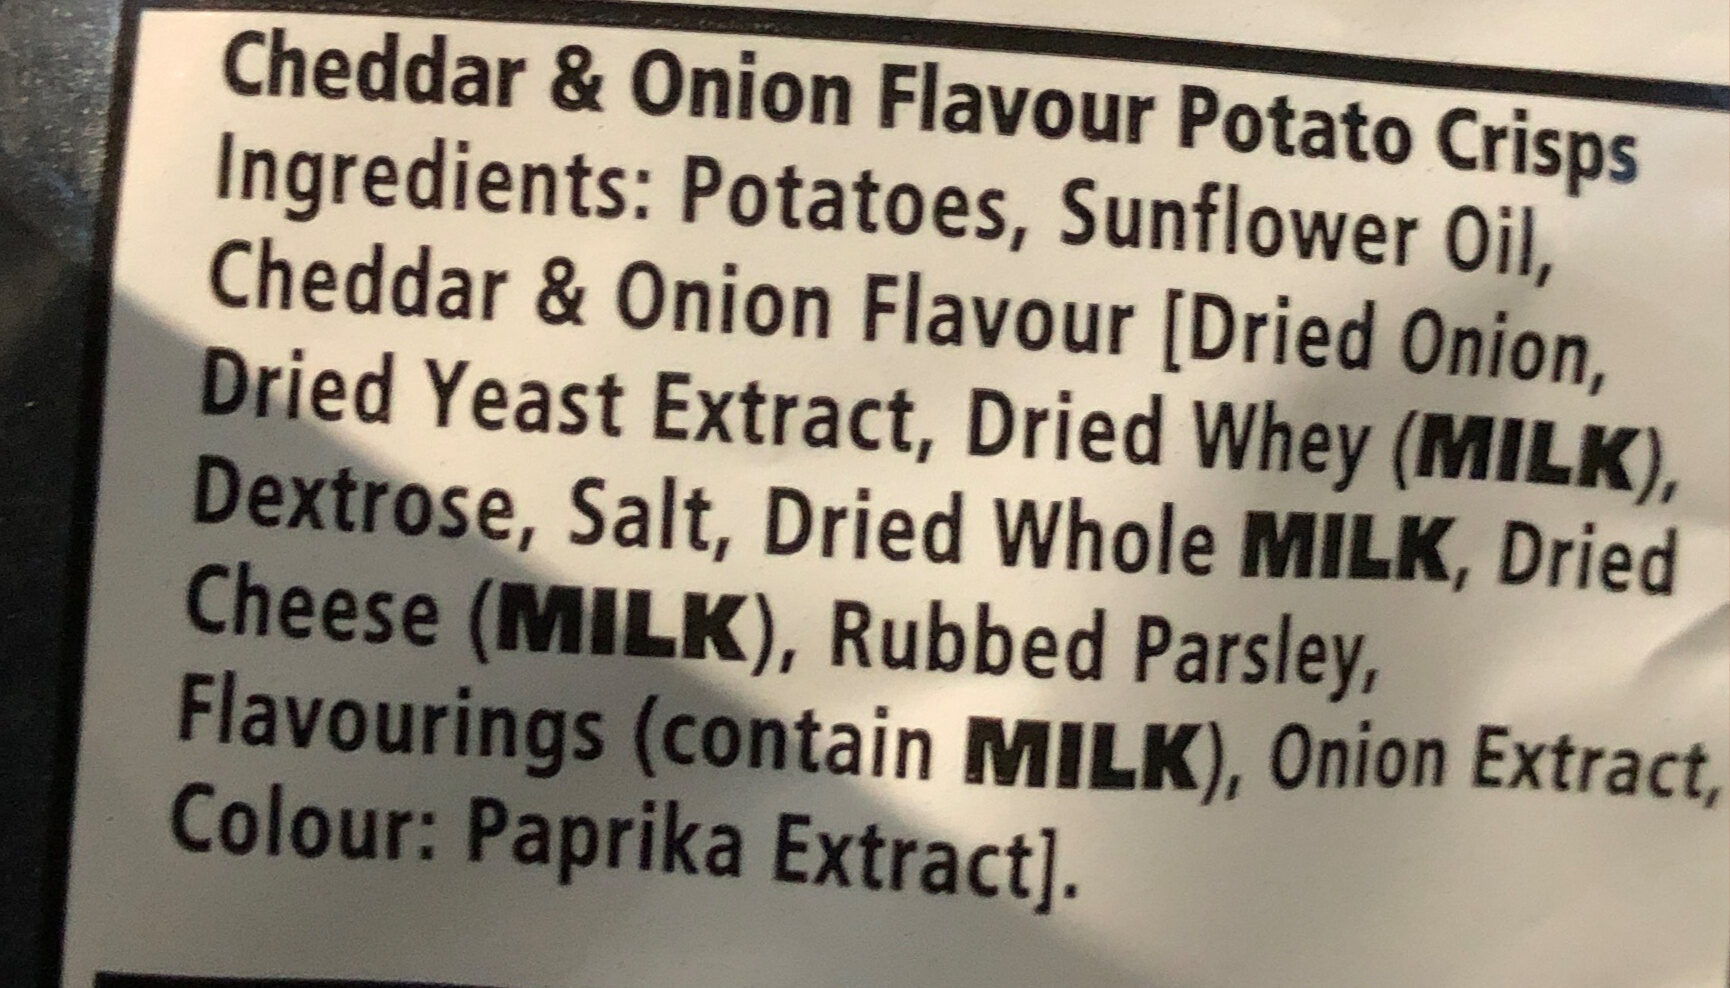 Cheddar & Onion Flavour Potato Crisps
Ingredients: Potatoes, Sunflower Oil,
Cheddar & Onion Flavour [Dried Onion,
Dried Yeast Extract, Dried Whey (MILK),
Dextrose, Salt, Dried Whole MILK, Dried
Cheese (MILK), Rubbed Parsley,
Flavourings (contain MILK), Onion Extract,
Colour: Paprika Extract].